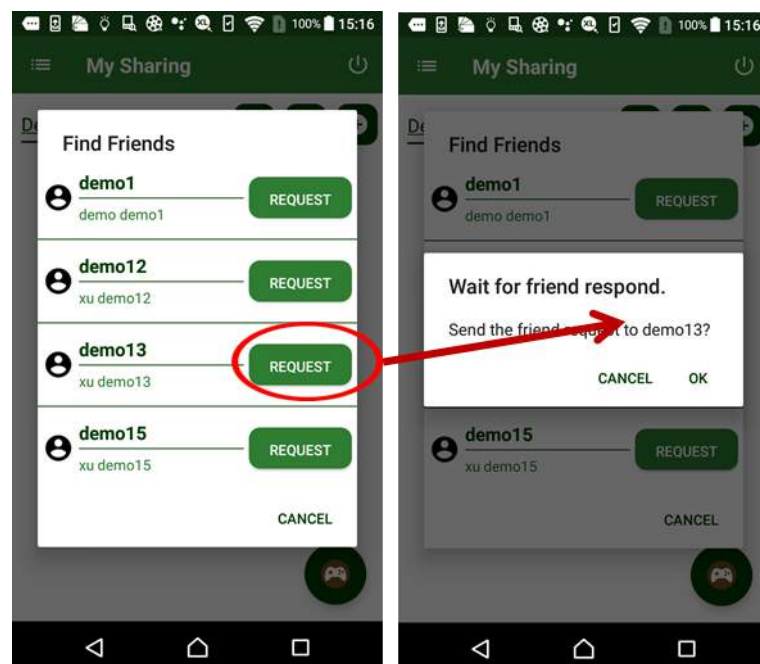 100% 15:16
My Sharing
De
Find Friends
demo1
demo demo1
REQUEST
demo12
xu demo12
REQUEST
demo13
xu demo13
REQUEST
demo15
xu demo15
REQUEST
CANCEL
100% 15:16
My Sharing
De
Find Friends
demo1
demo demo1
REQUEST
Wait for friend respond.
Send the friend request to demo13?
CANCEL OK
demo15
xu demo15
REQUEST
CANCEL